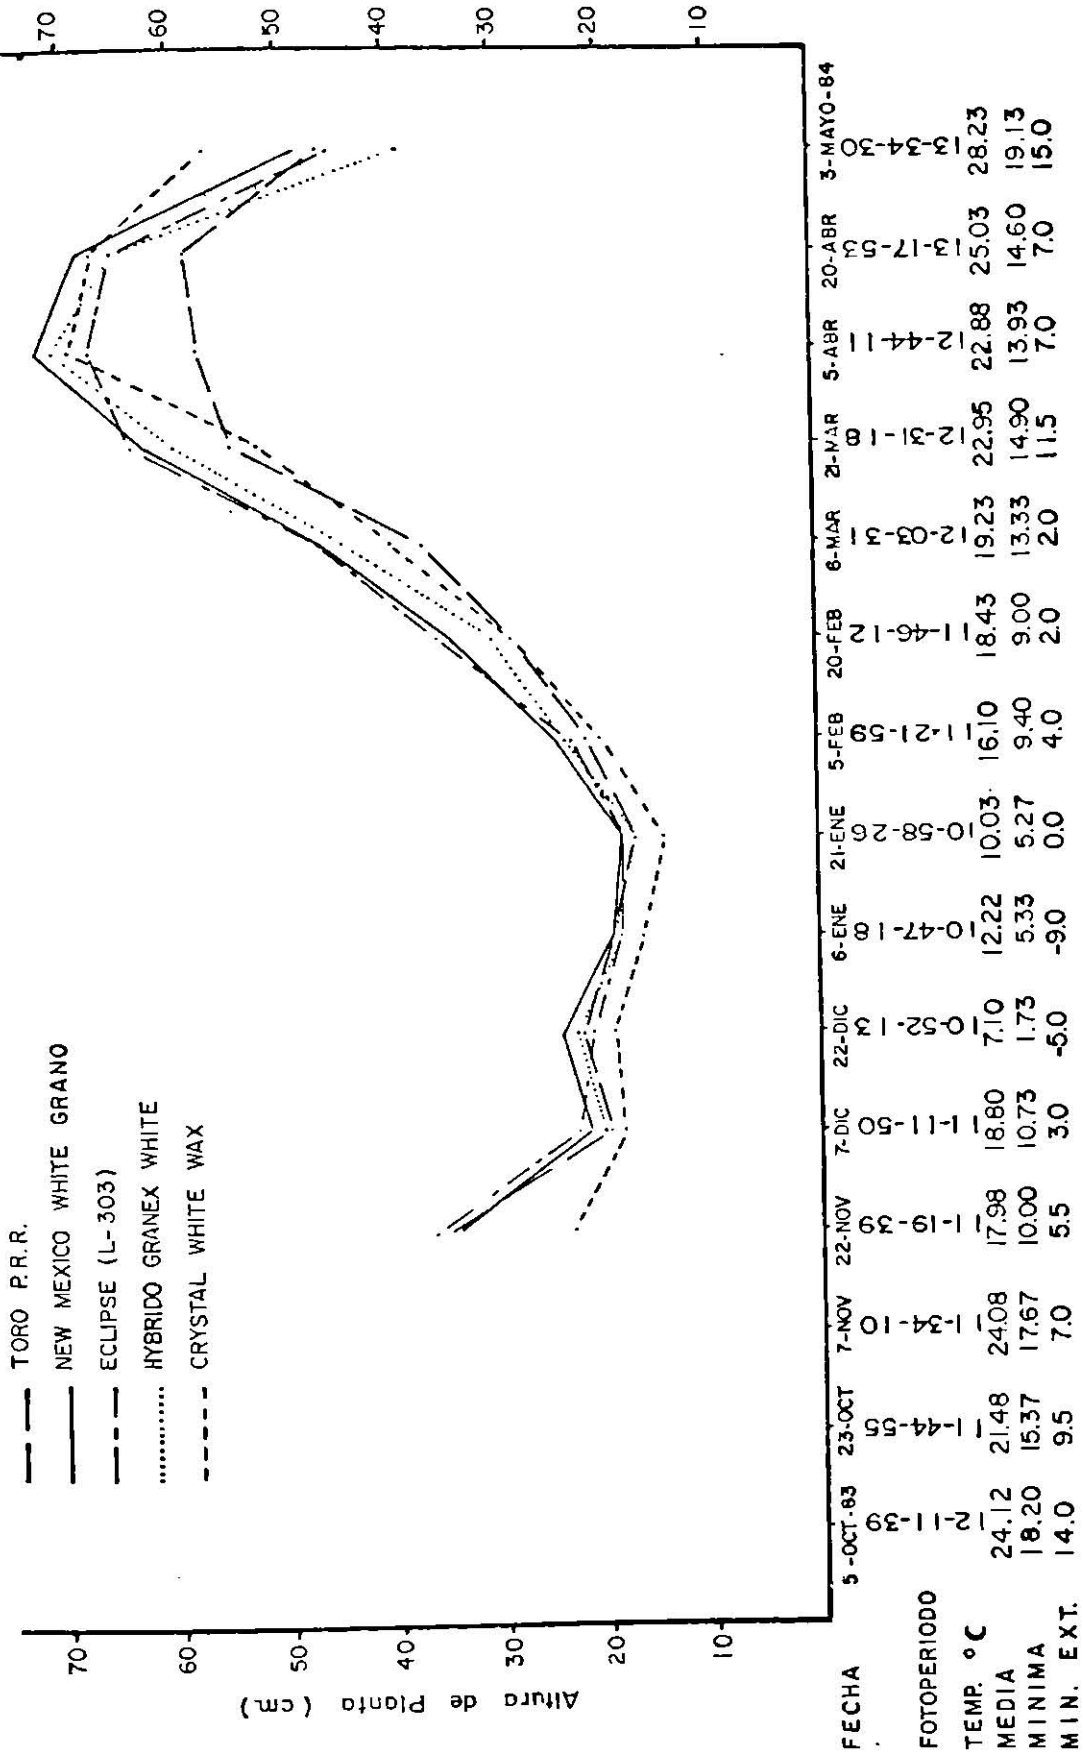 TORO P.R.R.
NEW MEXICO WHITE GRANO
ECLIPSE (L-303)
HYBRIDO GRANEX WHITE
CRYSTAL WHITE WAX
Altura de Planta (cm.)
70 60 50 40 30 20 10
70 60 50 40 30 20 10
FECHA 5-OCT-83 23-OCT 7-NOV 22-NOV 7-DIC 22-DIC 6-ENE 21-ENE 5-FEB 20-FEB 6-MAR 21-MAR 5-ABR 20-ABR 3-MAYO-84
FOTOPERIODO 12-11-39 11-44-55 11-34-10 11-19-39 11-11-50 10-52-13 10-47-18 10-58-26 11-21-59 11-46-12 12-03-31 12-31-18 12-44-11 13-17-53 13-34-30
TEMP. °C
MEDIA 24.12 21.48 24.08 17.98 18.80 7.10 12.22 10.03 16.10 18.43 19.23 22.95 22.88 25.03 28.23
MINIMA 18.20 15.37 17.67 10.00 10.73 1.73 5.33 5.27 9.40 9.00 13.33 14.90 13.93 14.60 19.13
MIN. EXT. 14.0 9.5 7.0 5.5 3.0 -5.0 -9.0 0.0 4.0 2.0 2.0 11.5 7.0 7.0 15.0